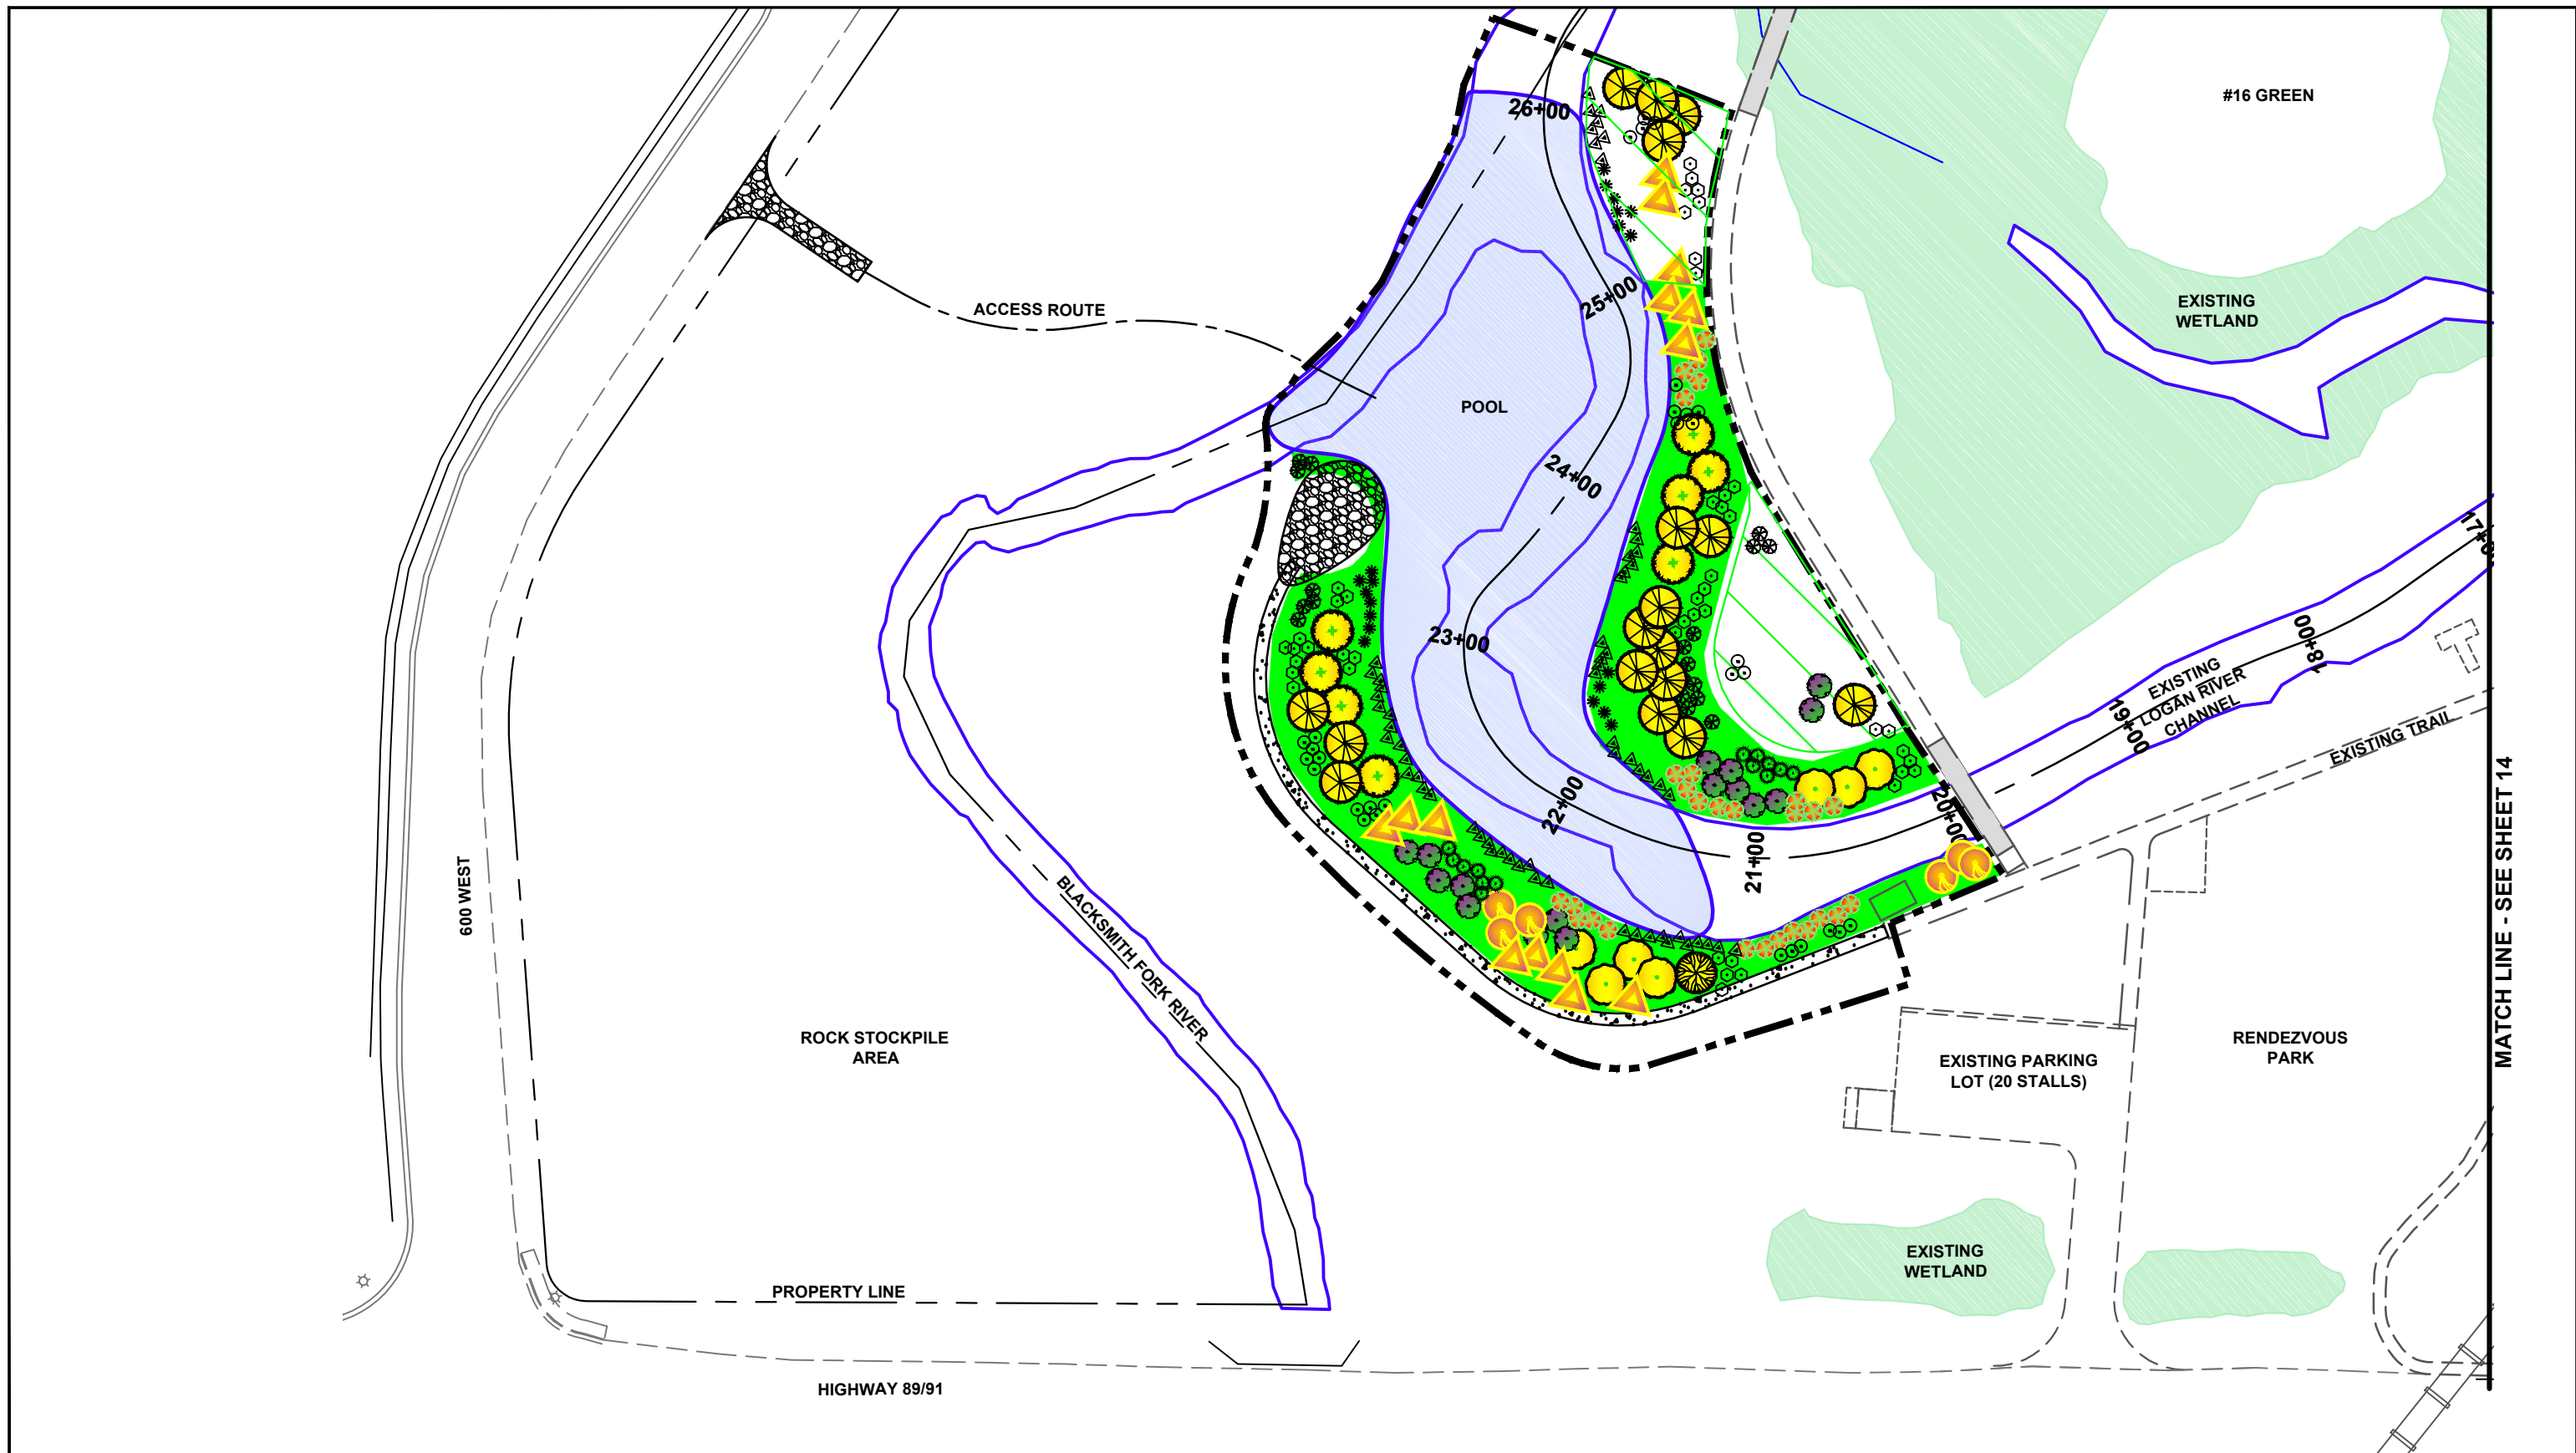 26+00
#16 GREEN
ACCESS ROUTE
25+00
EXISTING
WETLAND
POOL
24+00
23+00
18+00
EXISTING
LOGAN RIVER
CHANNEL
19+00
EXISTING TRAIL
22+00
20+00
21+00
MATCH LINE - SEE SHEET 14
600 WEST
BLACKSMITH FORK RIVER
ROCK STOCKPILE
AREA
EXISTING PARKING
LOT (20 STALLS)
RENDEZVOUS
PARK
EXISTING
WETLAND
PROPERTY LINE
HIGHWAY 89/91